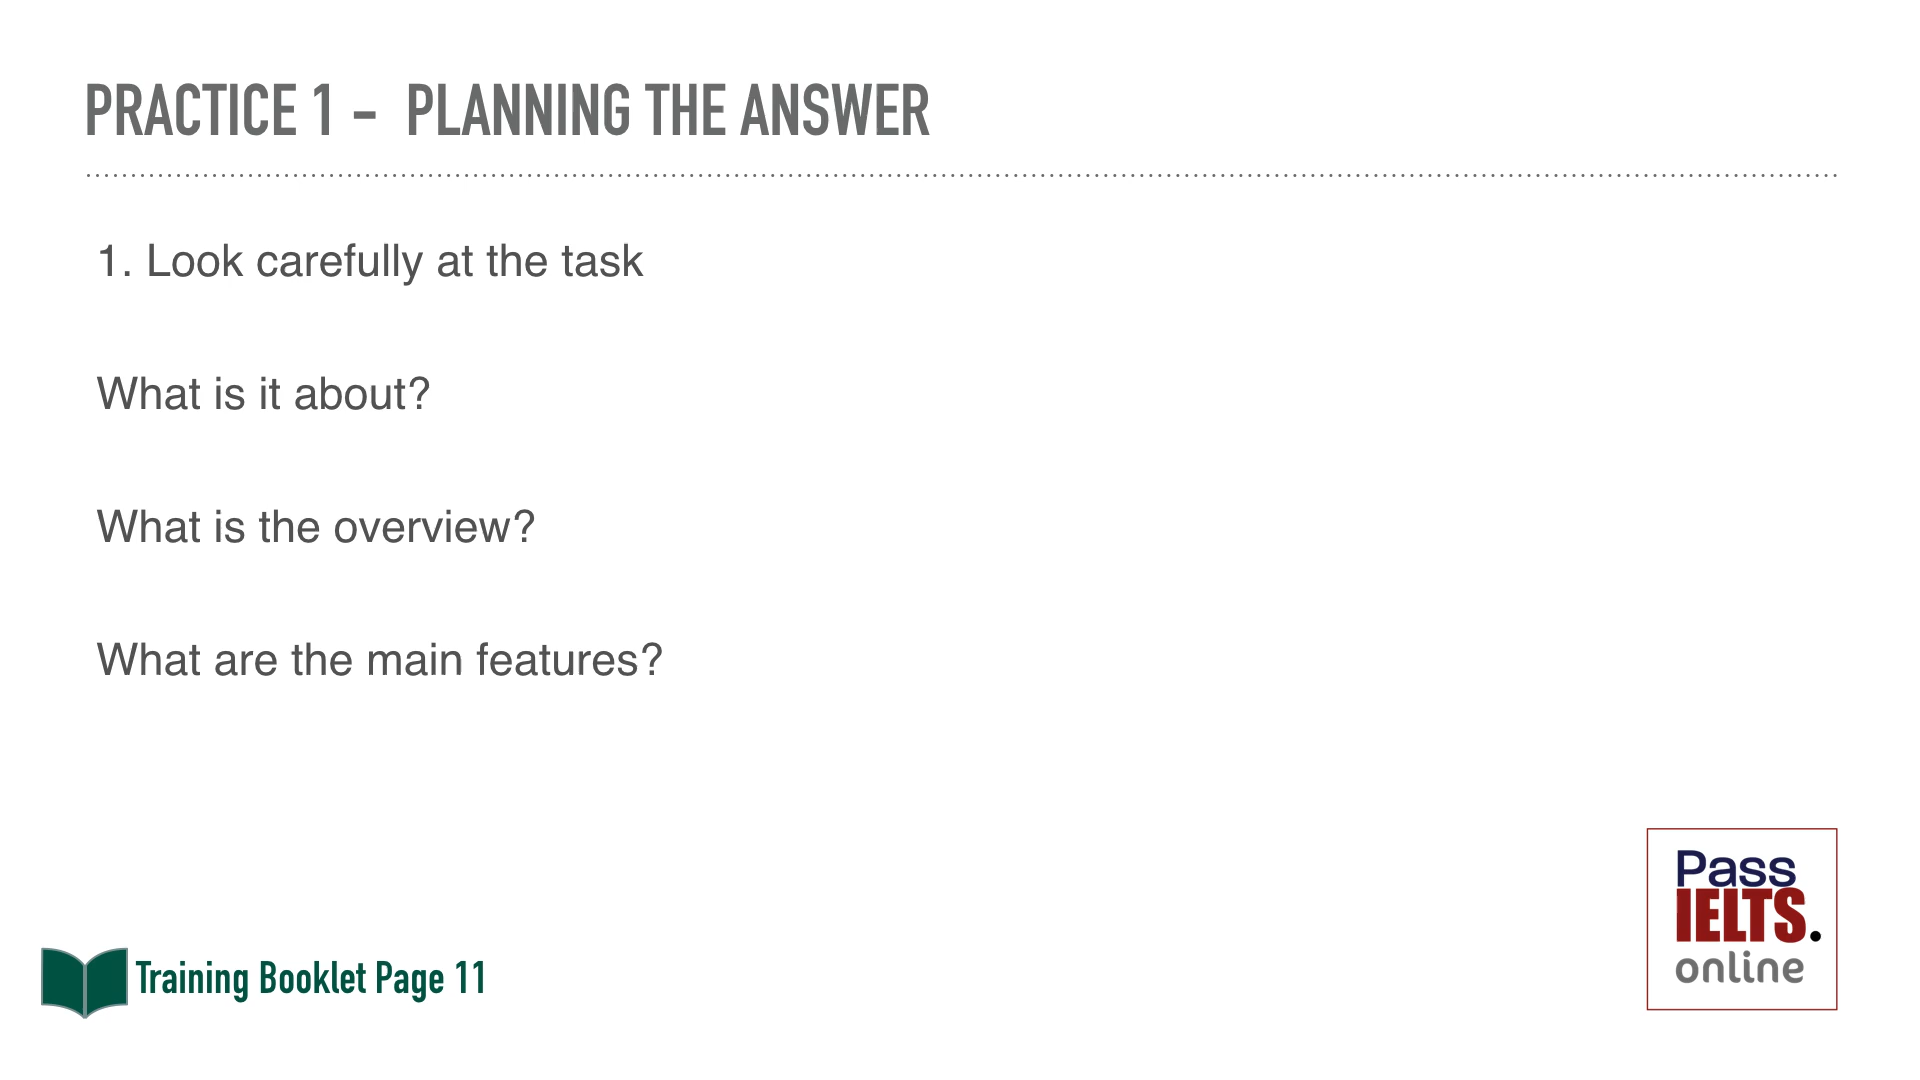 PRACTICE 1 - PLANNING THE ANSWER
1. Look carefully at the task
What is it about?
What is the overview?
What are the main features?
Training Booklet Page 11
Pass
IELTS.
online